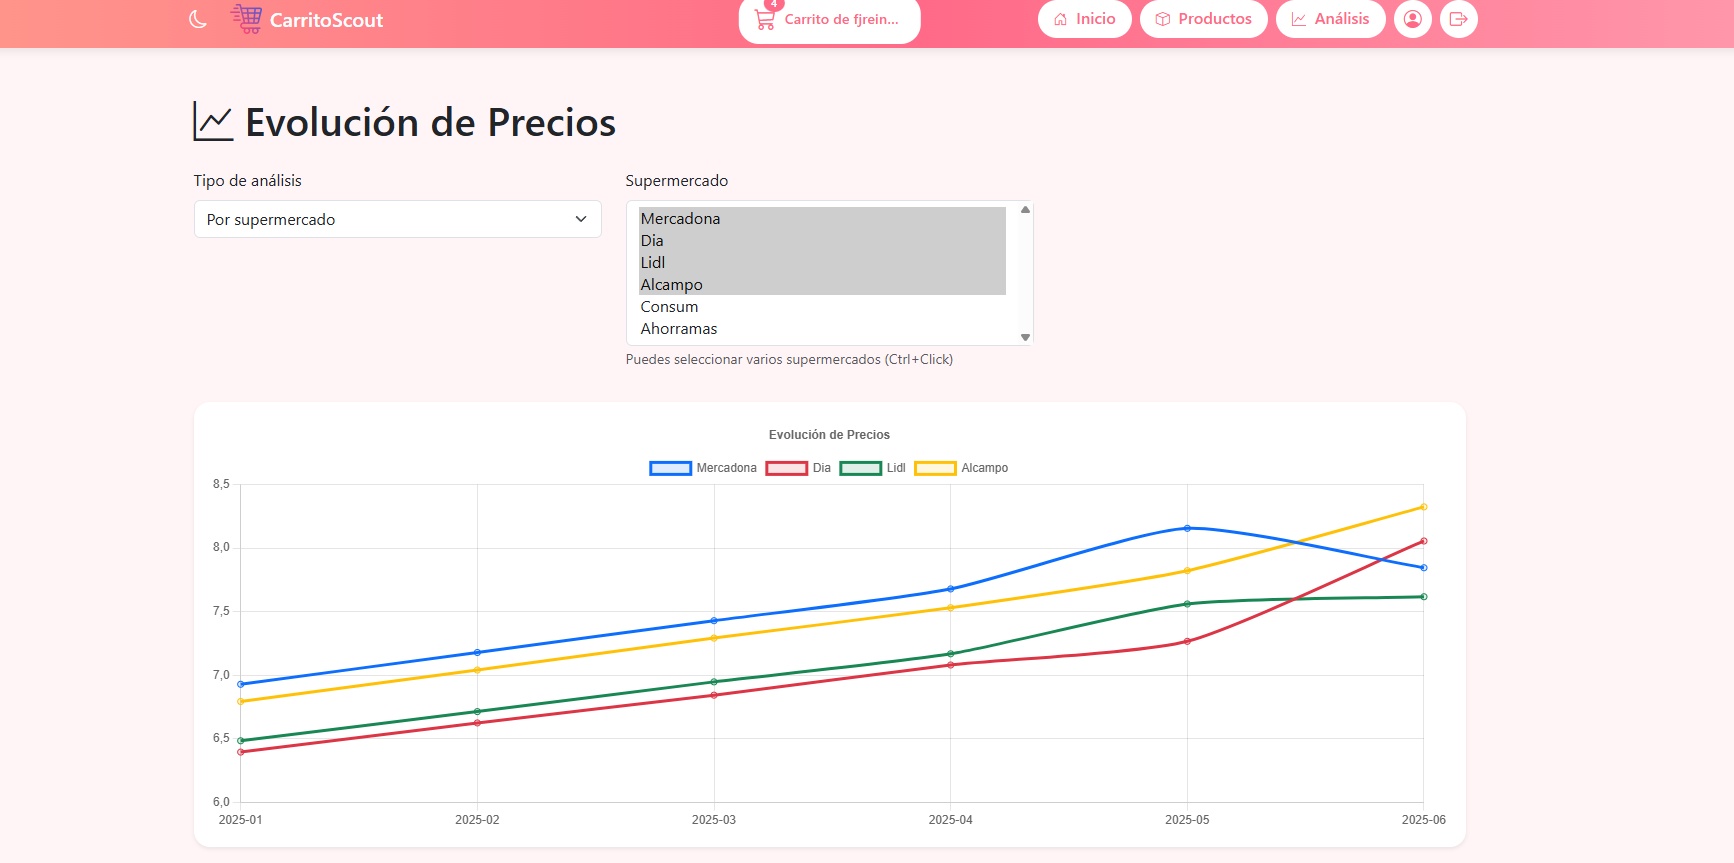 CarritoScout
4
Carrito de fjrein...
Inicio
Productos
Análisis
Evolución de Precios
Tipo de análisis
Por supermercado
Supermercado
Mercadona
Dia
Lidl
Alcampo
Consum
Ahorramas
Puedes seleccionar varios supermercados (Ctrl+Click)
Evolución de Precios
Mercadona Dia Lidl Alcampo
8,5
8,0
7,5
7,0
6,5
6,0
2025-01 2025-02 2025-03 2025-04 2025-05 2025-06